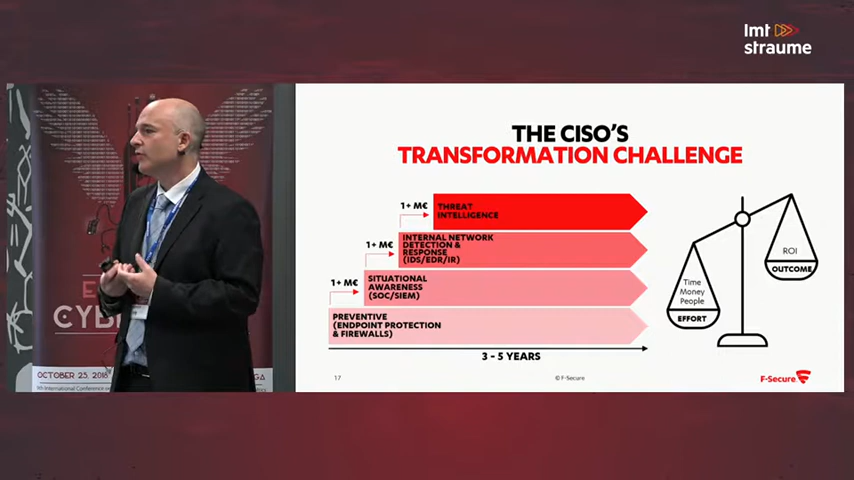 lmt
straume
THE CISO'S
TRANSFORMATION CHALLENGE
1+ M€
THREAT
INTELLIGENCE
1+ M€
INTERNAL NETWORK
DETECTION &
RESPONSE
(IDS/EDR/IR)
1+ M€
SITUATIONAL
AWARENESS
(SOC/SIEM)
PREVENTIVE
(ENDPOINT PROTECTION
& FIREWALLS)
3 - 5 YEARS
ROI
OUTCOME
Time
Money
People
EFFORT
17
© F-Secure
F-Secure
OCTOBER 25, 2018
International Conference